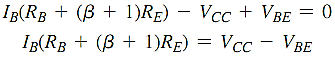 I_B(R_B + (β + 1)R_E) − V_CC + V_BE = 0
I_B(R_B + (β + 1)R_E) = V_CC − V_BE